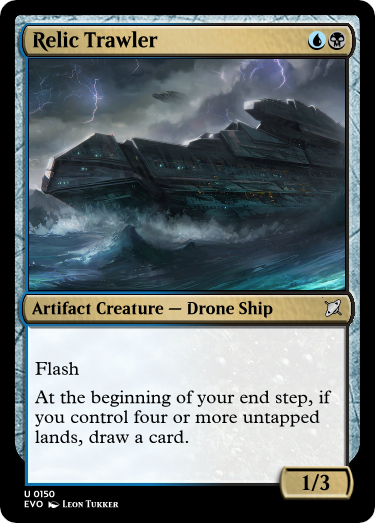 Relic Trawler
Artifact Creature — Drone Ship
Flash
At the beginning of your end step, if
you control four or more untapped
lands, draw a card.
1/3
U 0150
EVO Leon Tukker